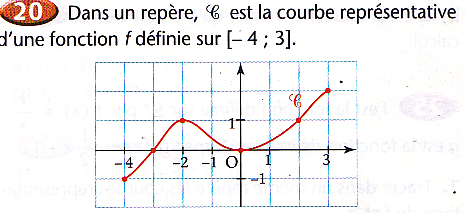 20 Dans un repère, 𝒞 est la courbe représentative
d'une fonction f définie sur [– 4 ; 3].
𝒞
1
–4 –2 –1 O 1 3
–1